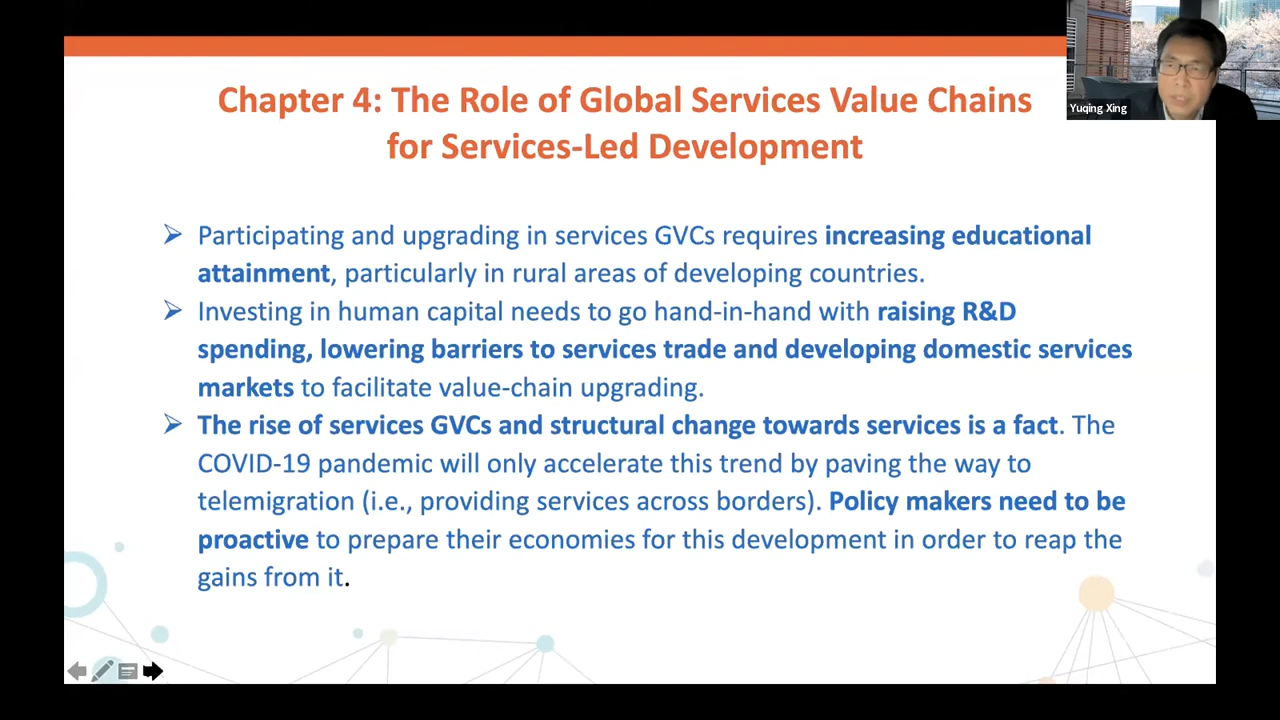 Chapter 4: The Role of Global Services Value Chains
for Services-Led Development
Yuqing Xing
➢ Participating and upgrading in services GVCs requires increasing educational
attainment, particularly in rural areas of developing countries.
➢ Investing in human capital needs to go hand-in-hand with raising R&D
spending, lowering barriers to services trade and developing domestic services
markets to facilitate value-chain upgrading.
➢ The rise of services GVCs and structural change towards services is a fact. The
COVID-19 pandemic will only accelerate this trend by paving the way to
telemigration (i.e., providing services across borders). Policy makers need to be
proactive to prepare their economies for this development in order to reap the
gains from it.